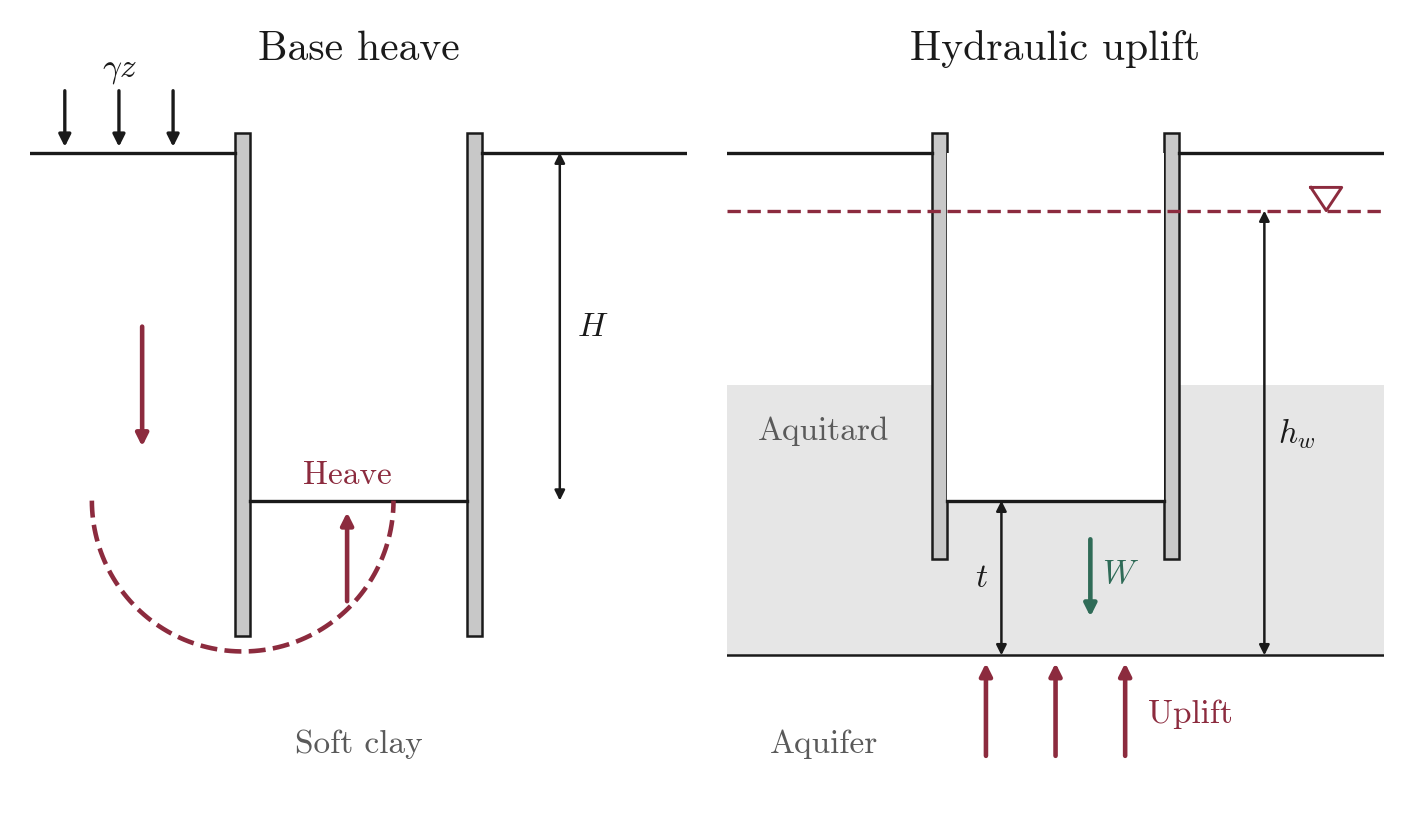 Base heave
γz
H
Heave
Soft clay
Hydraulic uplift
Aquitard
h_w
t
W
Uplift
Aquifer